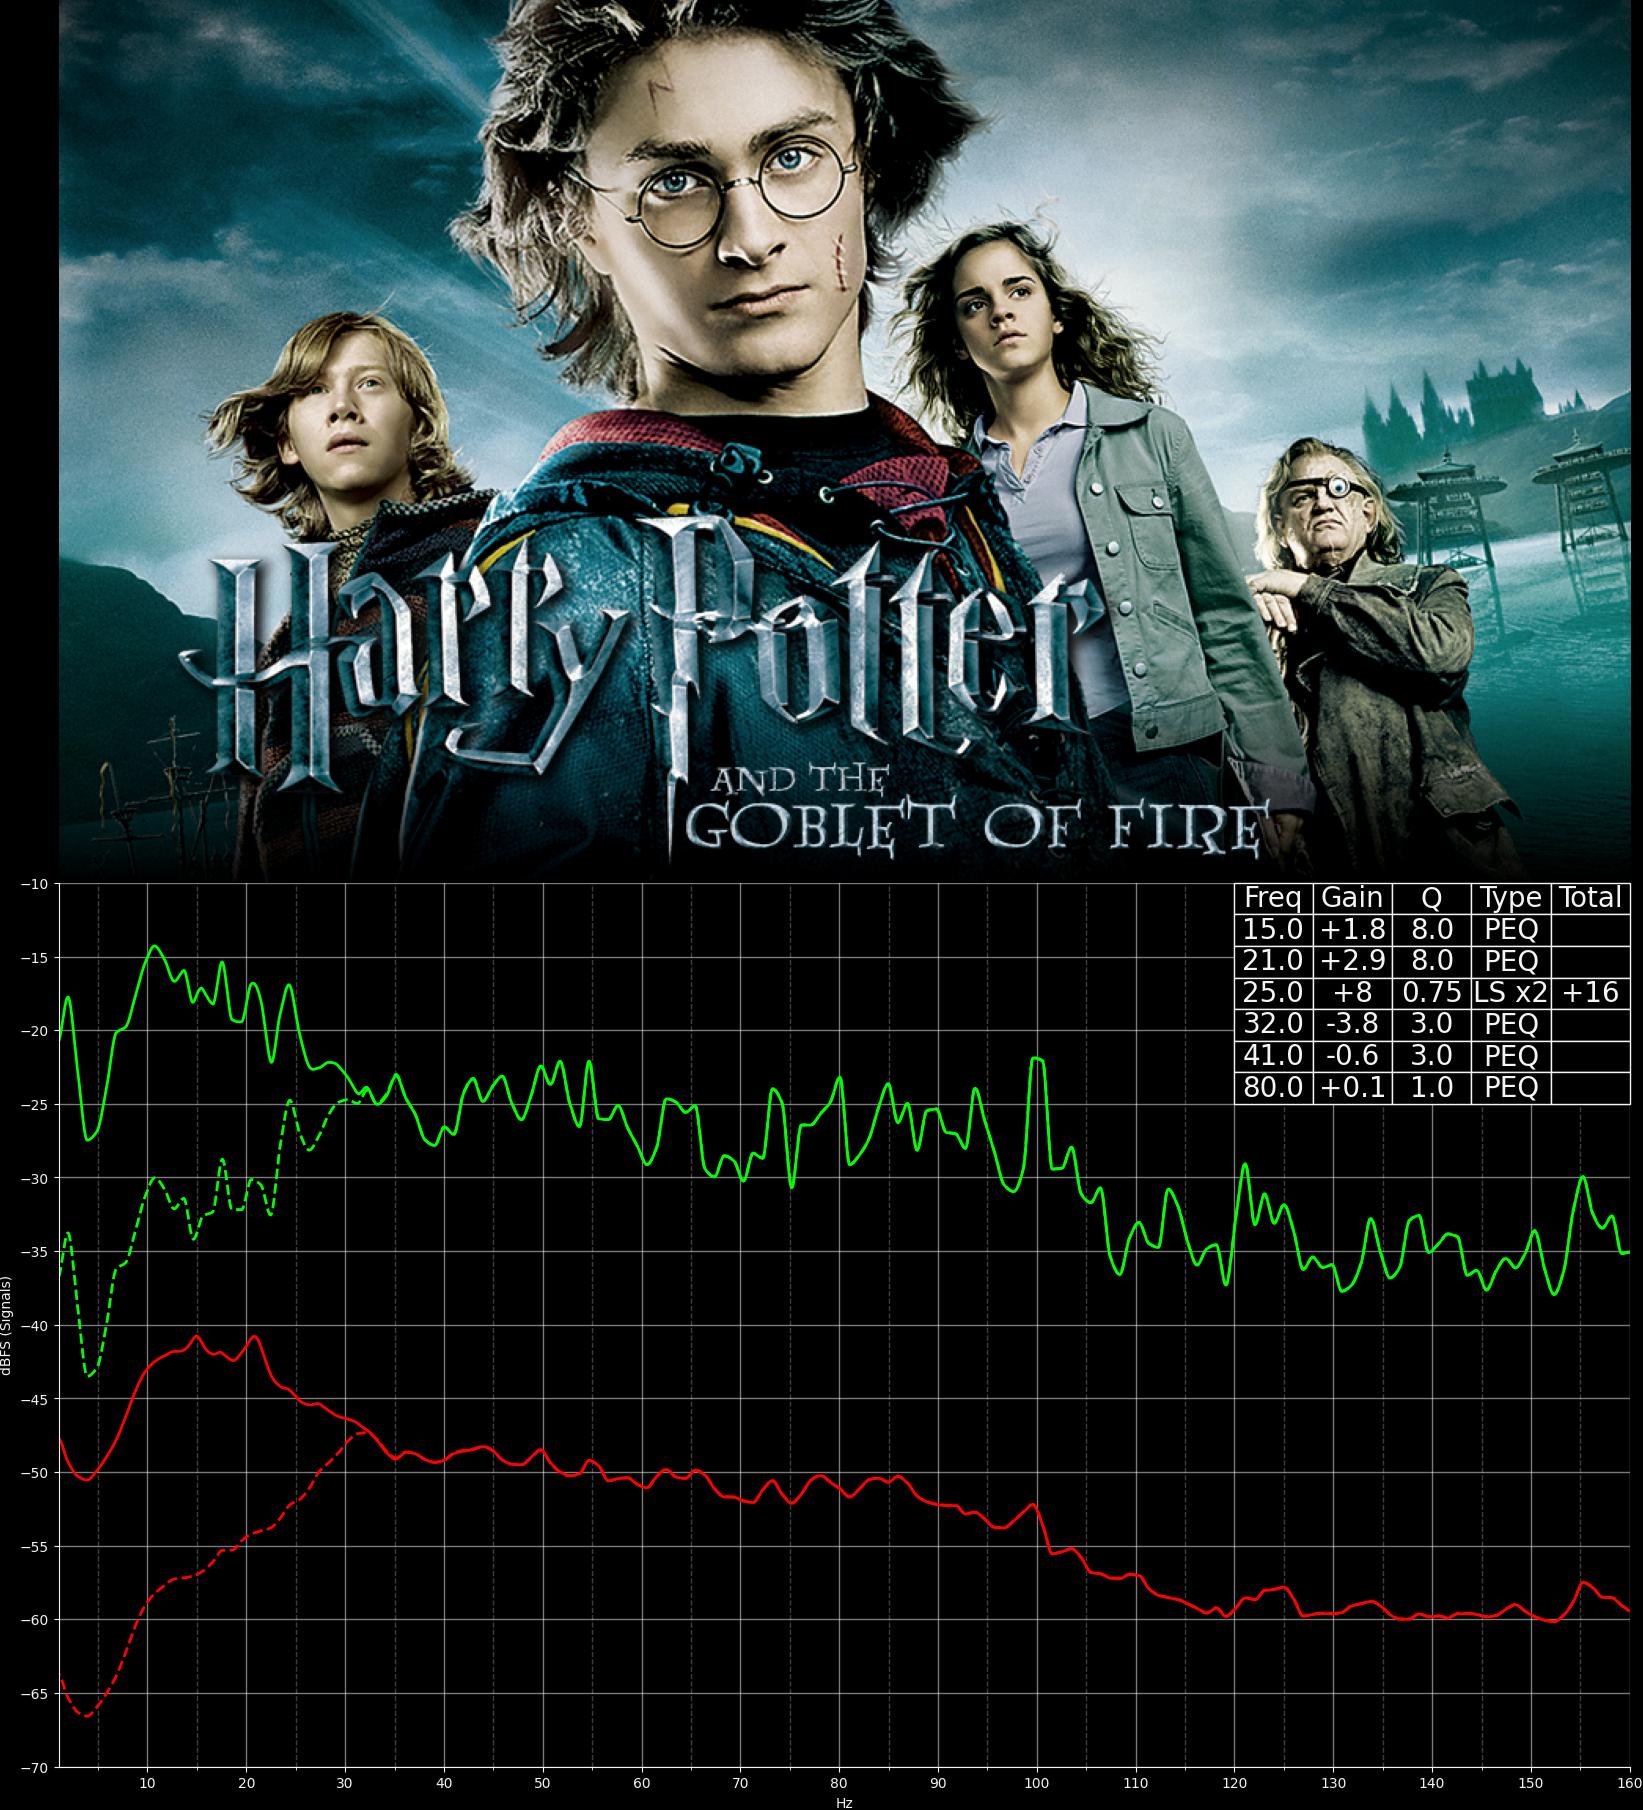 Harry Potter
AND THE
GOBLET OF FIRE
Freq Gain Q Type Total
15.0 +1.8 8.0 PEQ
21.0 +2.9 8.0 PEQ
25.0 +8 0.75 LS x2 +16
32.0 -3.8 3.0 PEQ
41.0 -0.6 3.0 PEQ
80.0 +0.1 1.0 PEQ
−10
−15
−20
−25
−30
−35
−40
−45
−50
−55
−60
−65
−70
dBFS (Signals)
10 20 30 40 50 60 70 80 90 100 110 120 130 140 150 160
Hz